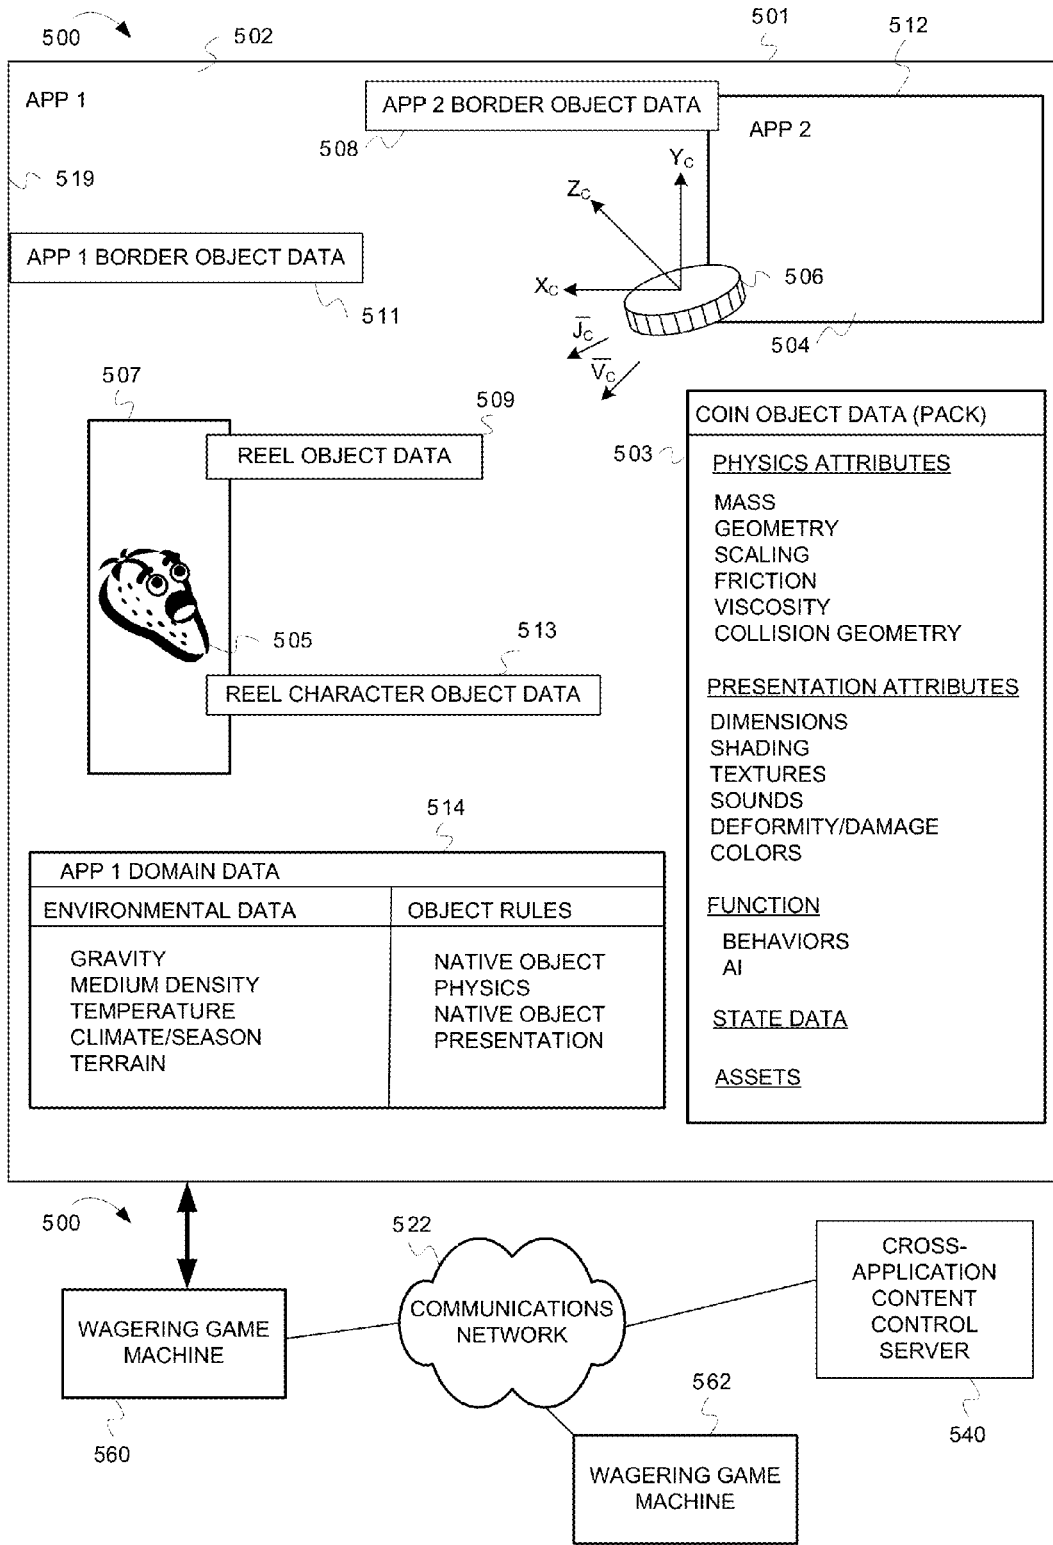 500
502
501
512
APP 1
APP 2 BORDER OBJECT DATA
508
APP 2
519
Y_C
Z_C
APP 1 BORDER OBJECT DATA
511
X_C
506
J_C
V_C
504
507
509
REEL OBJECT DATA
503
COIN OBJECT DATA (PACK)
PHYSICS ATTRIBUTES
MASS
GEOMETRY
SCALING
FRICTION
VISCOSITY
COLLISION GEOMETRY
505
513
REEL CHARACTER OBJECT DATA
PRESENTATION ATTRIBUTES
DIMENSIONS
SHADING
TEXTURES
SOUNDS
DEFORMITY/DAMAGE
COLORS
FUNCTION
BEHAVIORS
AI
STATE DATA
ASSETS
514
APP 1 DOMAIN DATA
ENVIRONMENTAL DATA
GRAVITY
MEDIUM DENSITY
TEMPERATURE
CLIMATE/SEASON
TERRAIN
OBJECT RULES
NATIVE OBJECT
PHYSICS
NATIVE OBJECT
PRESENTATION
500
522
WAGERING GAME
MACHINE
560
COMMUNICATIONS
NETWORK
CROSS-
APPLICATION
CONTENT
CONTROL
SERVER
540
562
WAGERING GAME
MACHINE